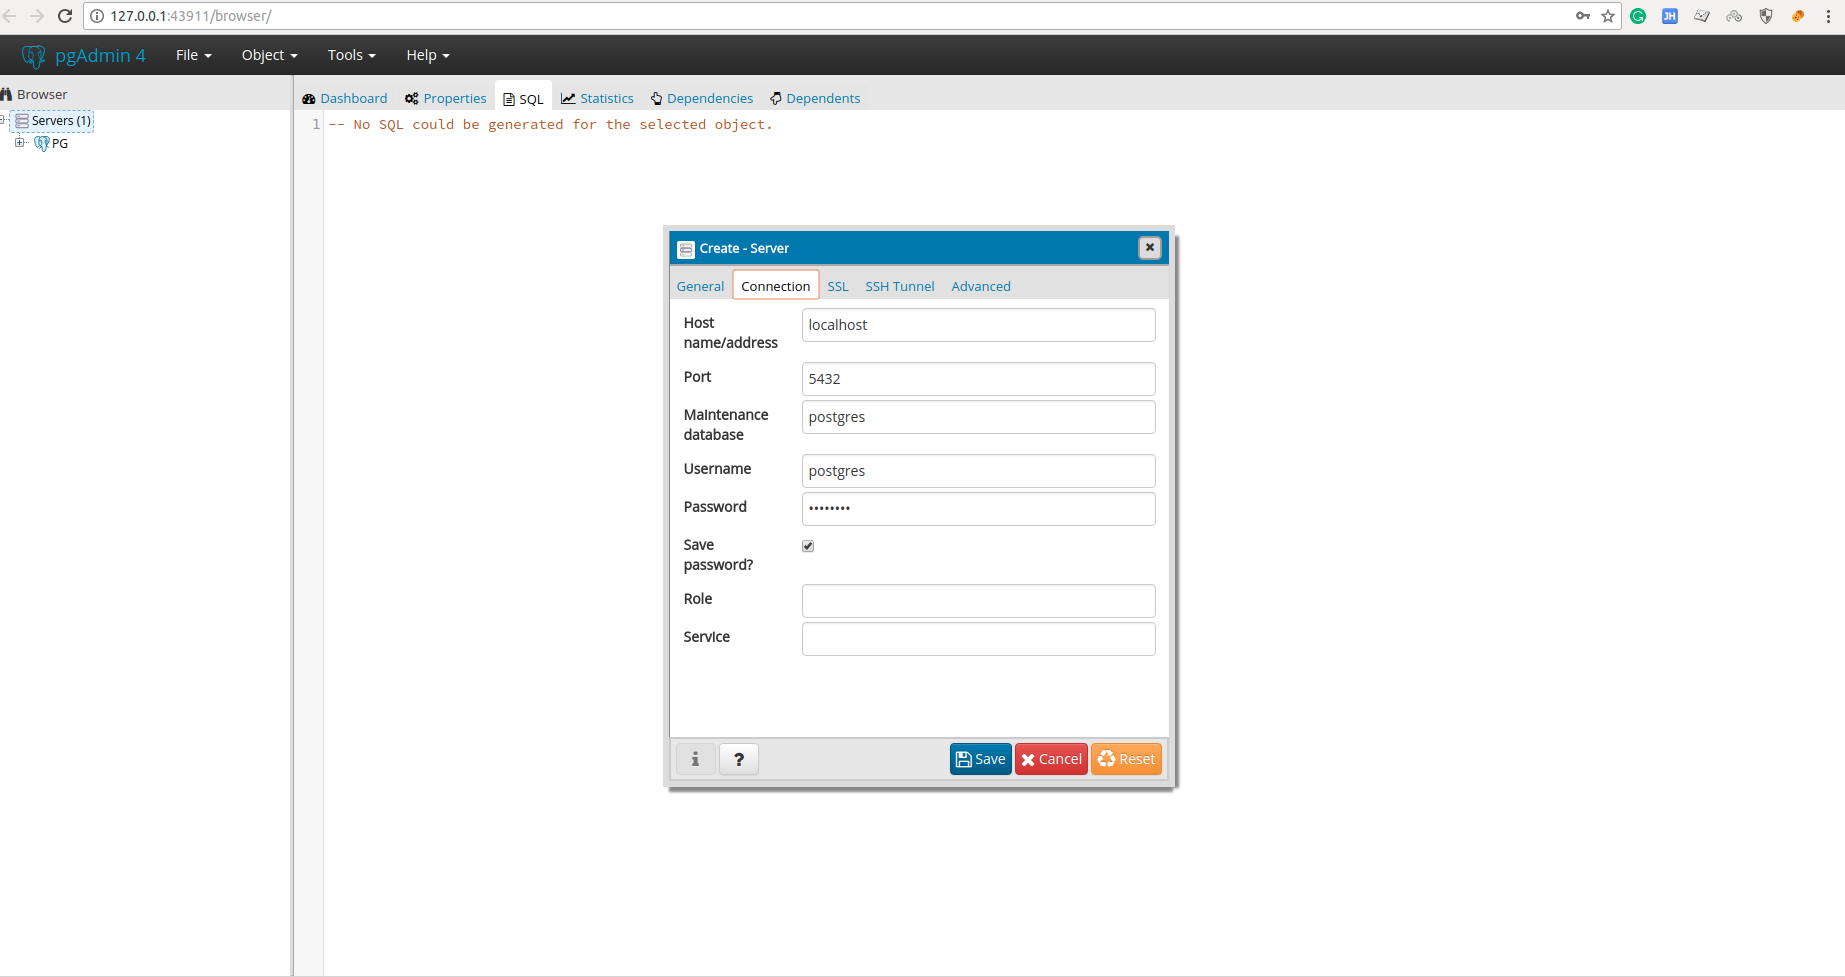 127.0.0.1:43911/browser/
JH
pgAdmin 4 File Object Tools Help
Browser
Dashboard Properties SQL Statistics Dependencies Dependents
Servers (1)
1 -- No SQL could be generated for the selected object.
PG
Create - Server
General Connection SSL SSH Tunnel Advanced
Host
name/address
localhost
Port 5432
Maintenance
database
postgres
Username postgres
Password ••••••••
Save
password?
Role
Service
i ? Save Cancel Reset